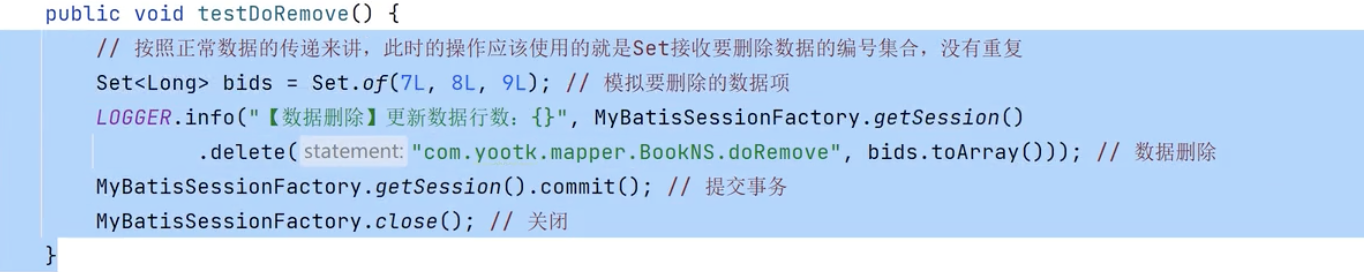 public void testDoRemove() {
// 按照正常数据的传递来讲，此时的操作应该使用的就是Set接收要删除数据的编号集合，没有重复
Set<Long> bids = Set.of(7L, 8L, 9L); // 模拟要删除的数据项
LOGGER.info("【数据删除】更新数据行数：{}", MyBatisSessionFactory.getSession()
.delete( statement: "com.yootk.mapper.BookNS.doRemove", bids.toArray())); // 数据删除
MyBatisSessionFactory.getSession().commit(); // 提交事务
MyBatisSessionFactory.close(); // 关闭
}